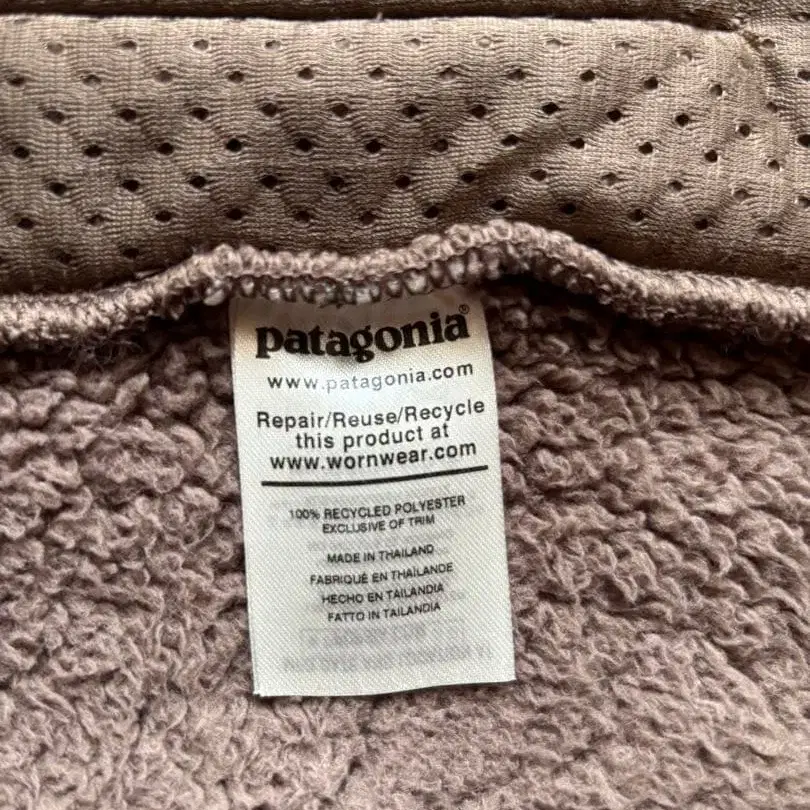 patagonia®
www.patagonia.com
Repair/Reuse/Recycle
this product at
www.wornwear.com
100% RECYCLED POLYESTER
EXCLUSIVE OF TRIM
MADE IN THAILAND
FABRIQUÉ EN THAÏLANDE
HECHO EN TAILANDIA
FATTO IN TAILANDIA